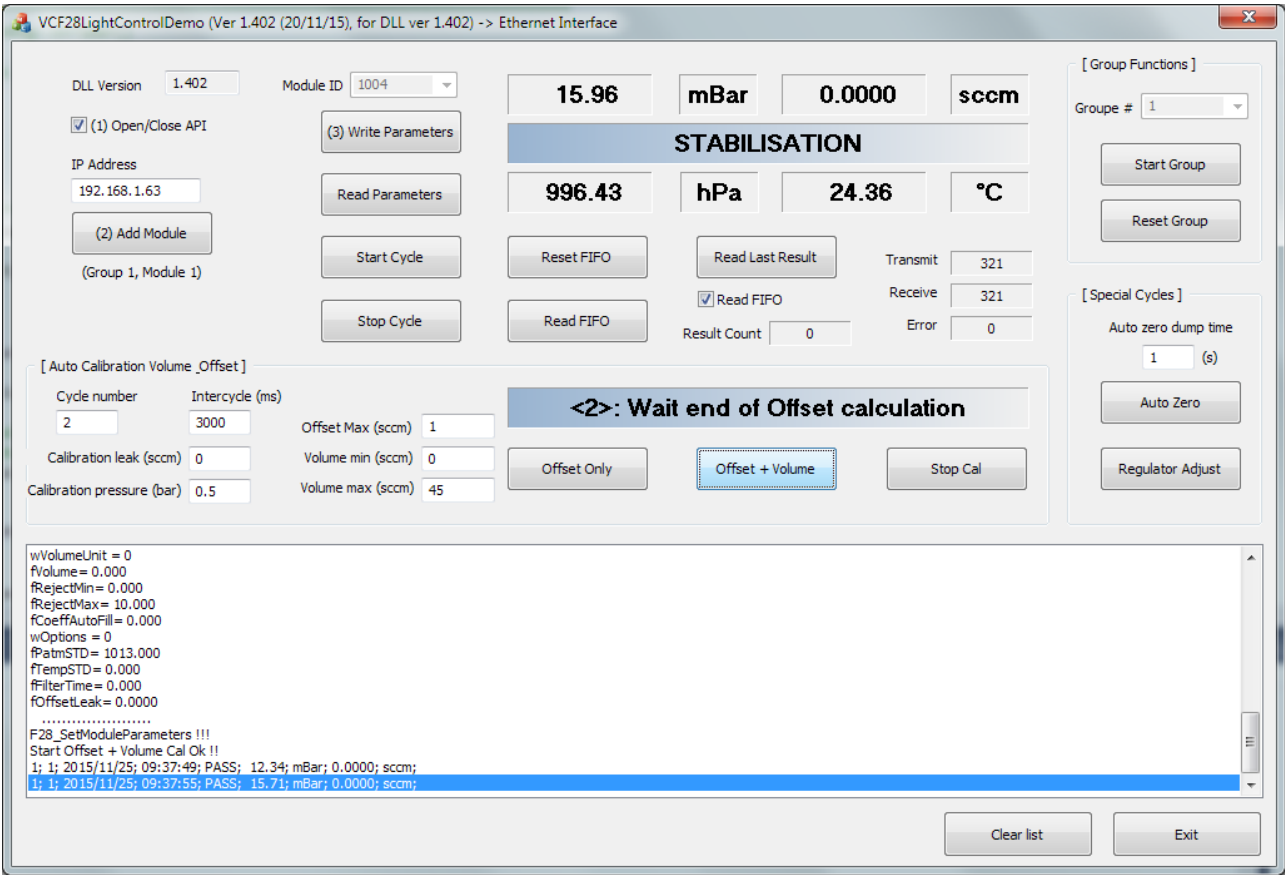 VCF28LightControlDemo (Ver 1.402 (20/11/15), for DLL ver 1.402) -> Ethernet Interface
DLL Version 1.402
Module ID 1004
15.96 mBar 0.0000 sccm
[ Group Functions ]
Groupe # 1
(1) Open/Close API
(3) Write Parameters
STABILISATION
Start Group
IP Address
192.168.1.63
Read Parameters
996.43 hPa 24.36 °C
Reset Group
(2) Add Module
(Group 1, Module 1)
Start Cycle
Reset FIFO
Read Last Result
Transmit 321
Read FIFO
Receive 321
[ Special Cycles ]
Stop Cycle
Read FIFO
Result Count 0
Error 0
Auto zero dump time
1 (s)
[ Auto Calibration Volume _Offset ]
Cycle number
Intercycle (ms)
2
3000
Offset Max (sccm) 1
<2>: Wait end of Offset calculation
Auto Zero
Calibration leak (sccm) 0
Volume min (sccm) 0
Offset Only
Offset + Volume
Stop Cal
Regulator Adjust
Calibration pressure (bar) 0.5
Volume max (sccm) 45
wVolumeUnit = 0
fVolume= 0.000
fRejectMin= 0.000
fRejectMax= 10.000
fCoeffAutoFill= 0.000
wOptions = 0
fPatmSTD= 1013.000
fTempSTD= 0.000
fFilterTime= 0.000
fOffsetLeak= 0.0000
......................
F28_SetModuleParameters !!!
Start Offset + Volume Cal Ok !!
1; 1; 2015/11/25; 09:37:49; PASS; 12.34; mBar; 0.0000; sccm;
1; 1; 2015/11/25; 09:37:55; PASS; 15.71; mBar; 0.0000; sccm;
Clear list
Exit